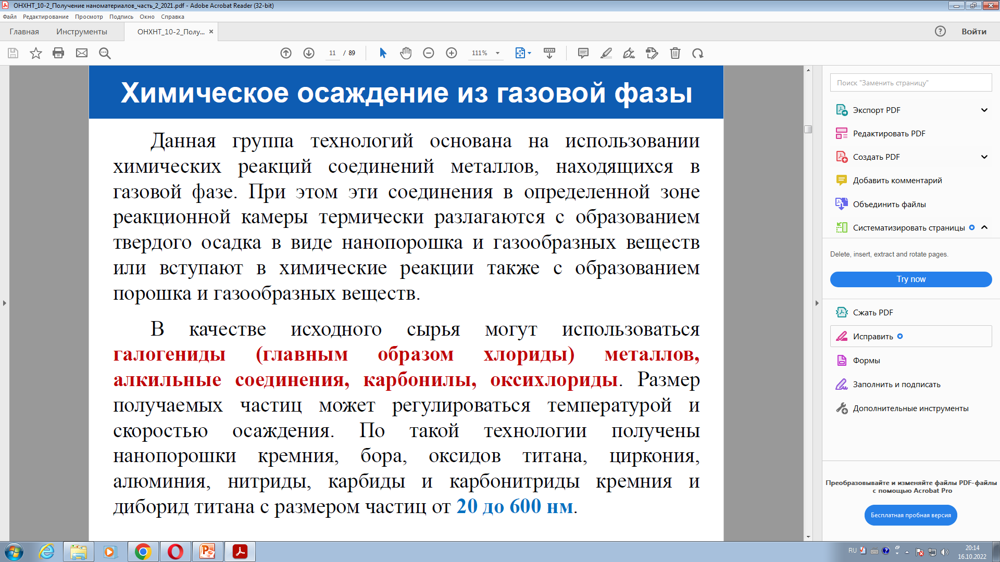 ОНХНТ_10-2_Получение наноматериалов_часть_2_2021.pdf - Adobe Acrobat Reader (32-bit)
Файл Редактирование Просмотр Подпись Окно Справка
Главная Инструменты ОНХНТ_10-2_Полу... × Войти
11 / 89 111%
Химическое осаждение из газовой фазы
Данная группа технологий основана на использовании
химических реакций соединений металлов, находящихся в
газовой фазе. При этом эти соединения в определенной зоне
реакционной камеры термически разлагаются с образованием
твердого осадка в виде нанопорошка и газообразных веществ
или вступают в химические реакции также с образованием
порошка и газообразных веществ.
В качестве исходного сырья могут использоваться
галогениды (главным образом хлориды) металлов,
алкильные соединения, карбонилы, оксихлориды. Размер
получаемых частиц может регулироваться температурой и
скоростью осаждения. По такой технологии получены
нанопорошки кремния, бора, оксидов титана, циркония,
алюминия, нитриды, карбиды и карбонитриды кремния и
диборид титана с размером частиц от 20 до 600 нм.
Поиск "Заменить страницу"
Экспорт PDF
Редактировать PDF
Создать PDF
Добавить комментарий
Объединить файлы
Систематизировать страницы
Delete, insert, extract and rotate pages.
Try now
Сжать PDF
Исправить
Формы
Заполнить и подписать
Дополнительные инструменты
Преобразовывайте и изменяйте файлы PDF-файлы
с помощью Acrobat Pro
Бесплатная пробная версия
RU 20:14
16.10.2022